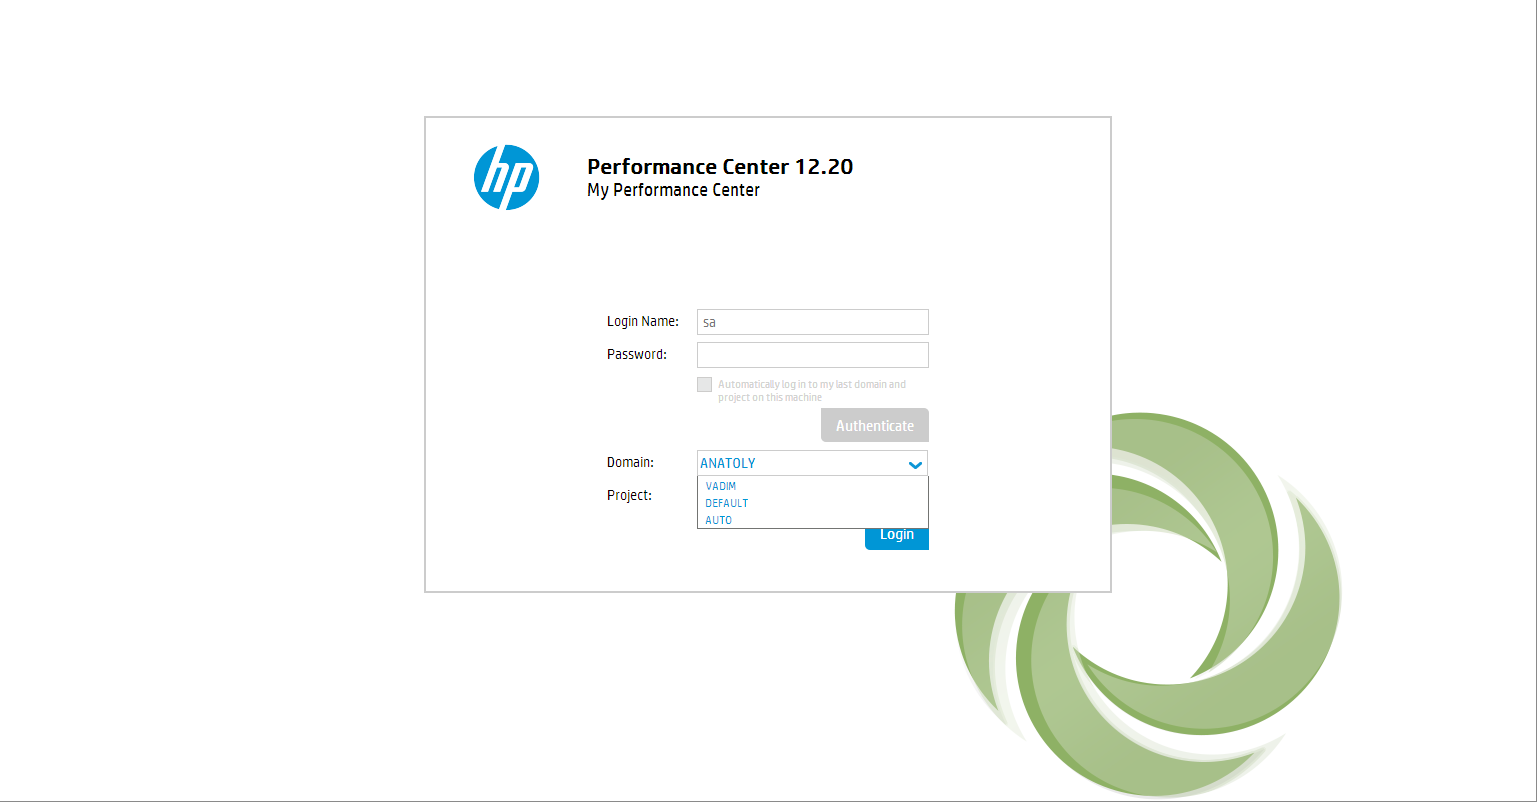 hp
Performance Center 12.20
My Performance Center
Login Name:
sa
Password:
Automatically log in to my last domain and
project on this machine
Authenticate
Domain:
ANATOLY
VADIM
Project:
DEFAULT
AUTO
Login